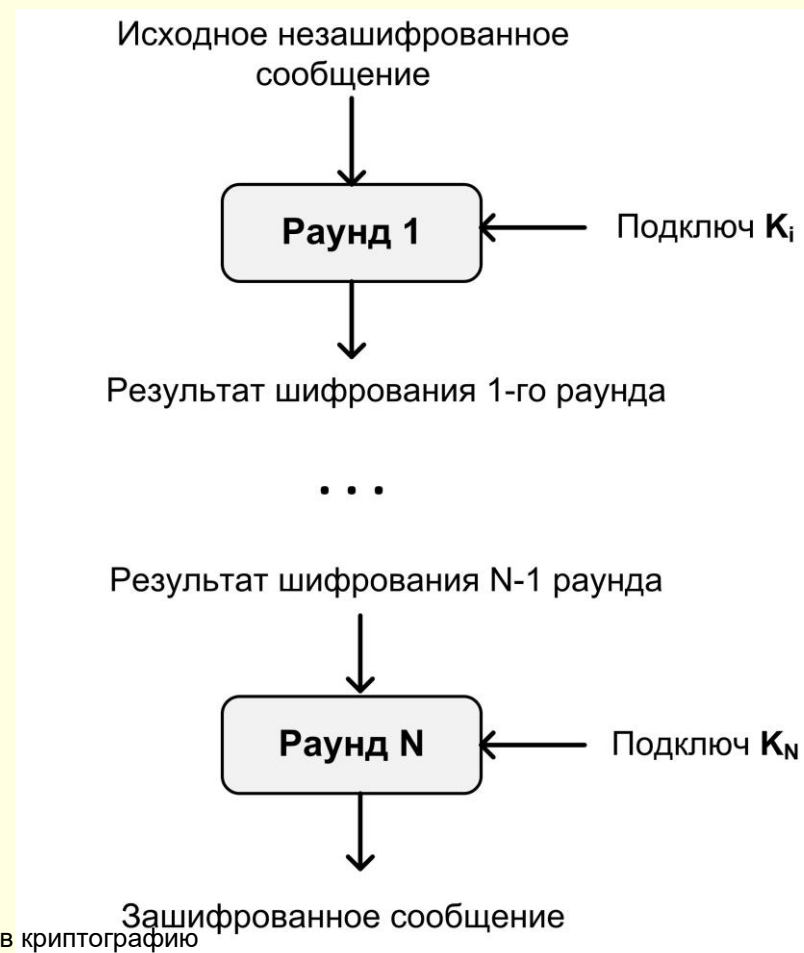 Исходное незашифрованное
сообщение
Раунд 1
Подключ Ki
Результат шифрования 1-го раунда
. . .
Результат шифрования N-1 раунда
Раунд N
Подключ KN
Зашифрованное сообщение
в криптографию